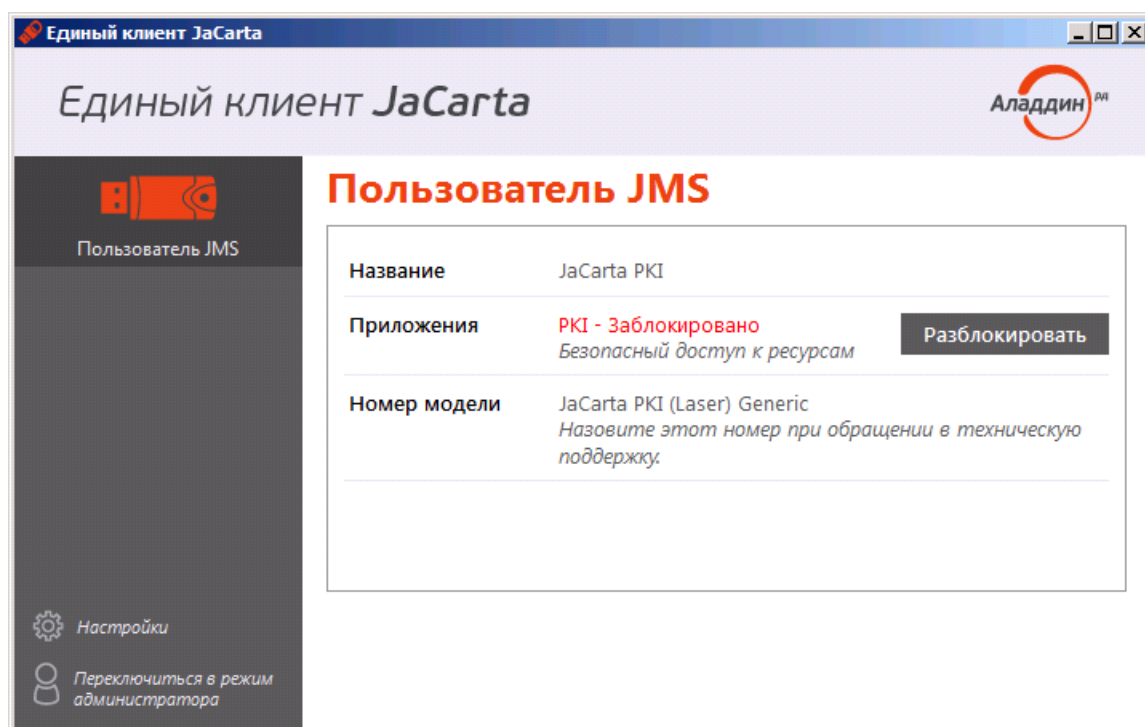 Единый клиент JaCarta
Единый клиент JaCarta
Аладдин РД
Пользователь JMS
Пользователь JMS
Название JaCarta PKI
Приложения PKI - Заблокировано
Безопасный доступ к ресурсам
Разблокировать
Номер модели JaCarta PKI (Laser) Generic
Назовите этот номер при обращении в техническую
поддержку.
Настройки
Переключиться в режим
администратора